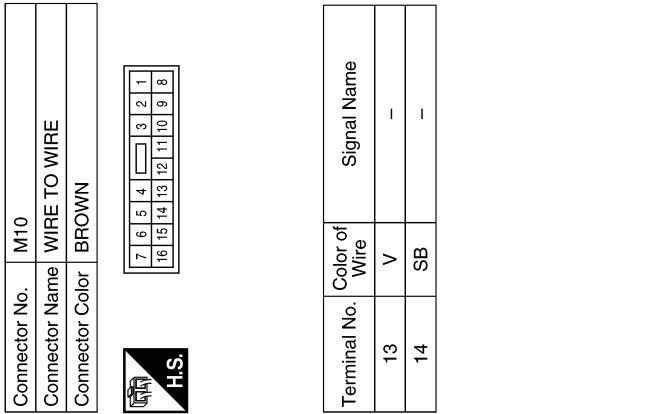 Connector No. M10
Connector Name WIRE TO WIRE
Connector Color BROWN
H.S.
7 6 5 4 3 2 1
16 15 14 13 12 11 10 9 8
Terminal No. Color of Wire Signal Name
13 V –
14 SB –